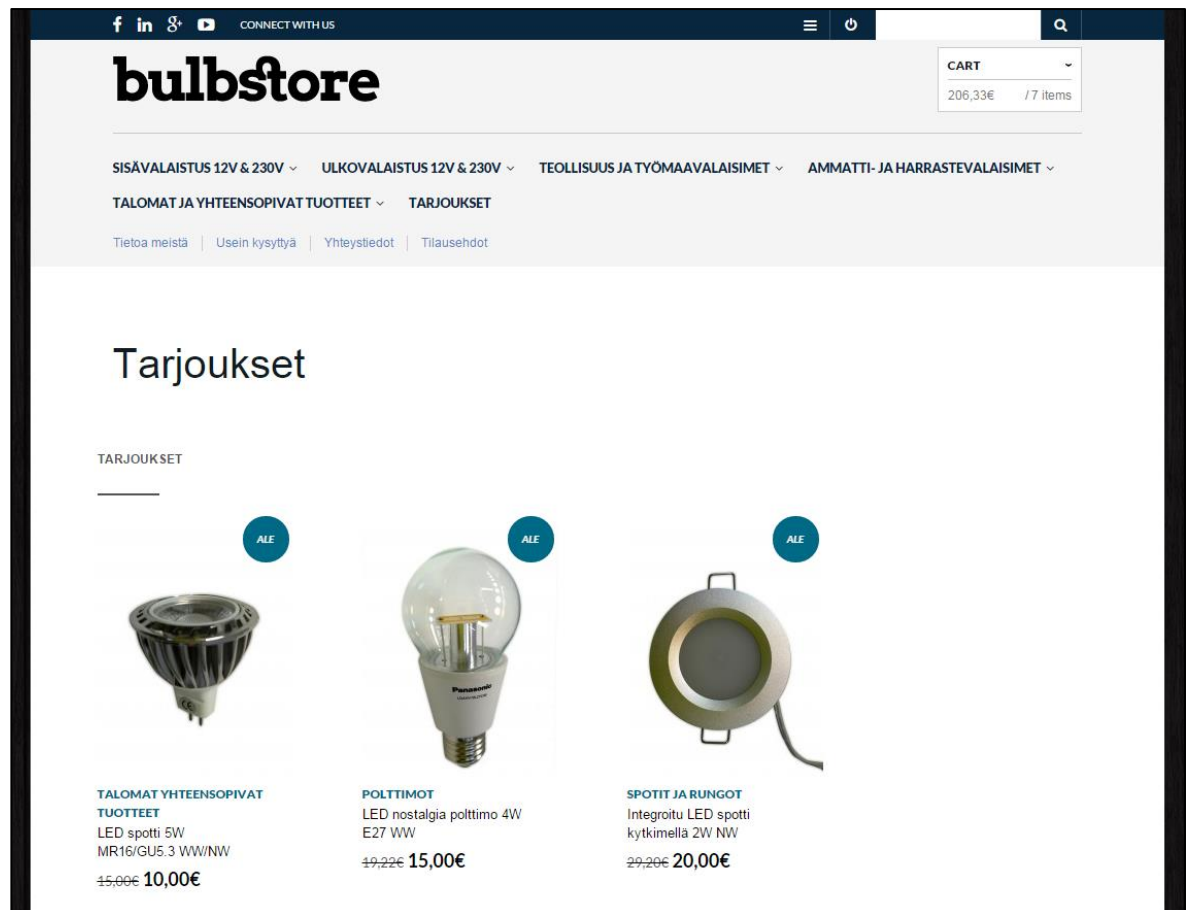 CONNECT WITH US
bulbstore
CART
206,33€ / 7 items
SISÄVALAISTUS 12V & 230V ULKOVALAISTUS 12V & 230V TEOLLISUUS JA TYÖMAAVALAISIMET AMMATTI- JA HARRASTEVALAISIMET
TALOMAT JA YHTEENSOPIVAT TUOTTEET TARJOUKSET
Tietoa meistä | Usein kysyttyä | Yhteystiedot | Tilausehdot
Tarjoukset
TARJOUKSET
ALE
ALE
ALE
Panasonic
CE
TALOMAT YHTEENSOPIVAT
TUOTTEET
LED spotti 5W
MR16/GU5.3 WW/NW
15,00€ 10,00€
POLTTIMOT
LED nostalgia polttimo 4W
E27 WW
19,22€ 15,00€
SPOTIT JA RUNGOT
Integroitu LED spotti
kytkimellä 2W NW
29,20€ 20,00€